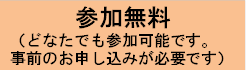 参加無料
（どなたでも参加可能です。
事前のお申し込みが必要です）